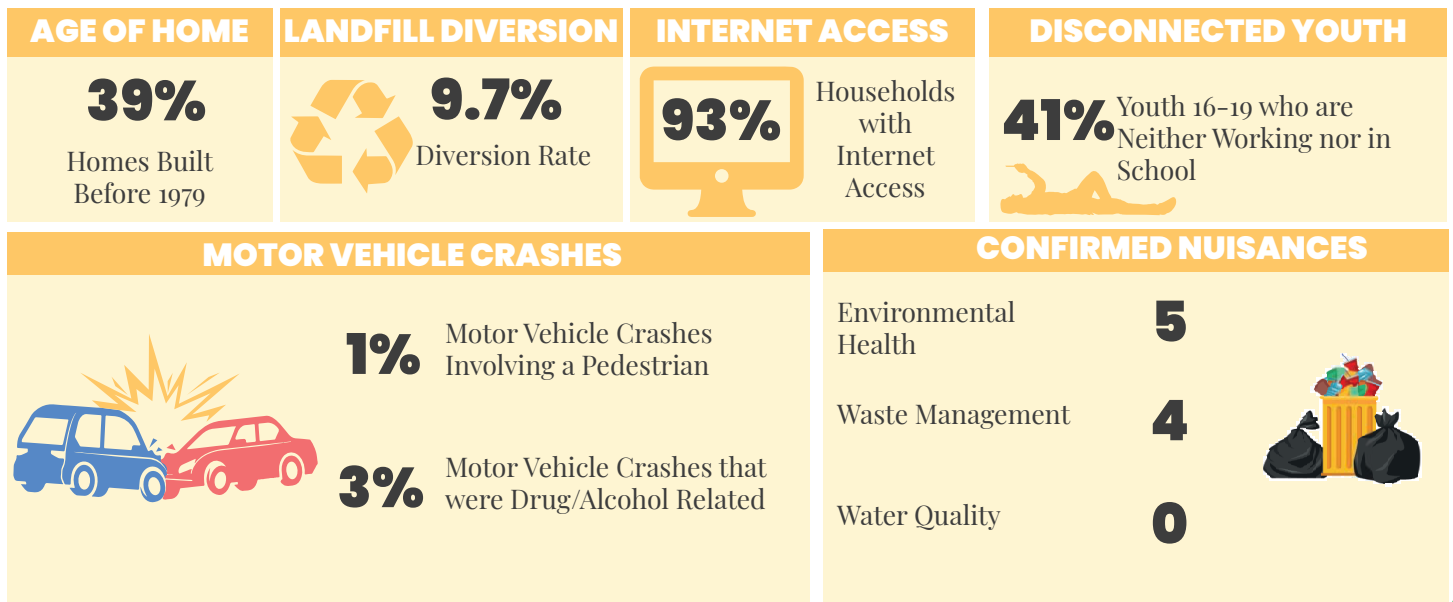 AGE OF HOME
39%
Homes Built
Before 1979
LANDFILL DIVERSION
9.7%
Diversion Rate
INTERNET ACCESS
93%
Households
with
Internet
Access
DISCONNECTED YOUTH
41%
Youth 16-19 who are
Neither Working nor in
School
MOTOR VEHICLE CRASHES
1%
Motor Vehicle Crashes
Involving a Pedestrian
3%
Motor Vehicle Crashes that
were Drug/Alcohol Related
CONFIRMED NUISANCES
Environmental
Health
5
Waste Management
4
Water Quality
0